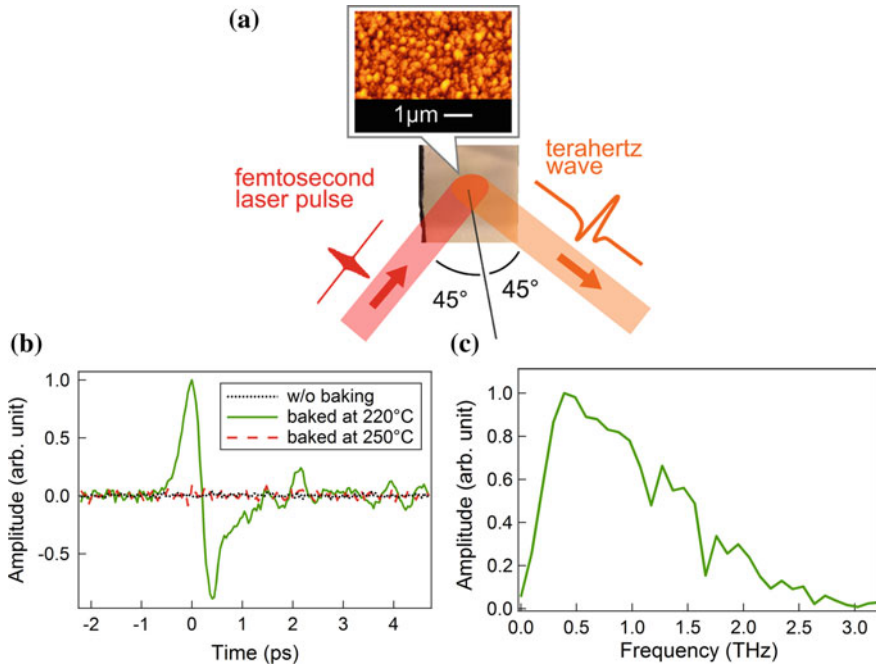 (a)
1μm
femtosecond
laser pulse
terahertz
wave
45°
45°
(b)
Amplitude (arb. unit)
1.0
0.5
0.0
-0.5
w/o baking
baked at 220°C
baked at 250°C
-2
0
2
4
Time (ps)
(c)
Amplitude (arb. unit)
1.0
0.8
0.6
0.4
0.2
0.0
0.0
0.5
1.0
1.5
2.0
2.5
3.0
Frequency (THz)